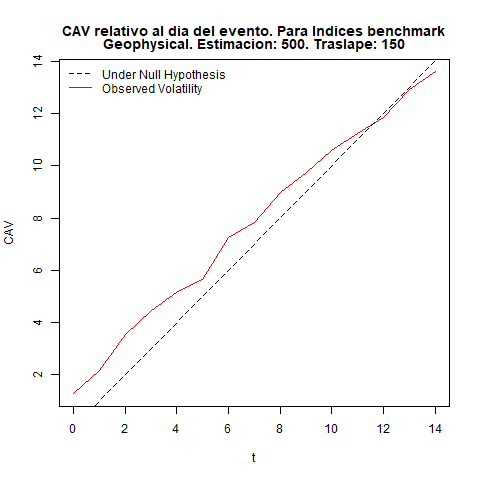 CAV relativo al día del evento. Para Indices benchmark
Geophysical. Estimacion: 500. Traslape: 150
Under Null Hypothesis
Observed Volatility
14
12
10
8
6
4
2
CAV
0 2 4 6 8 10 12 14
t